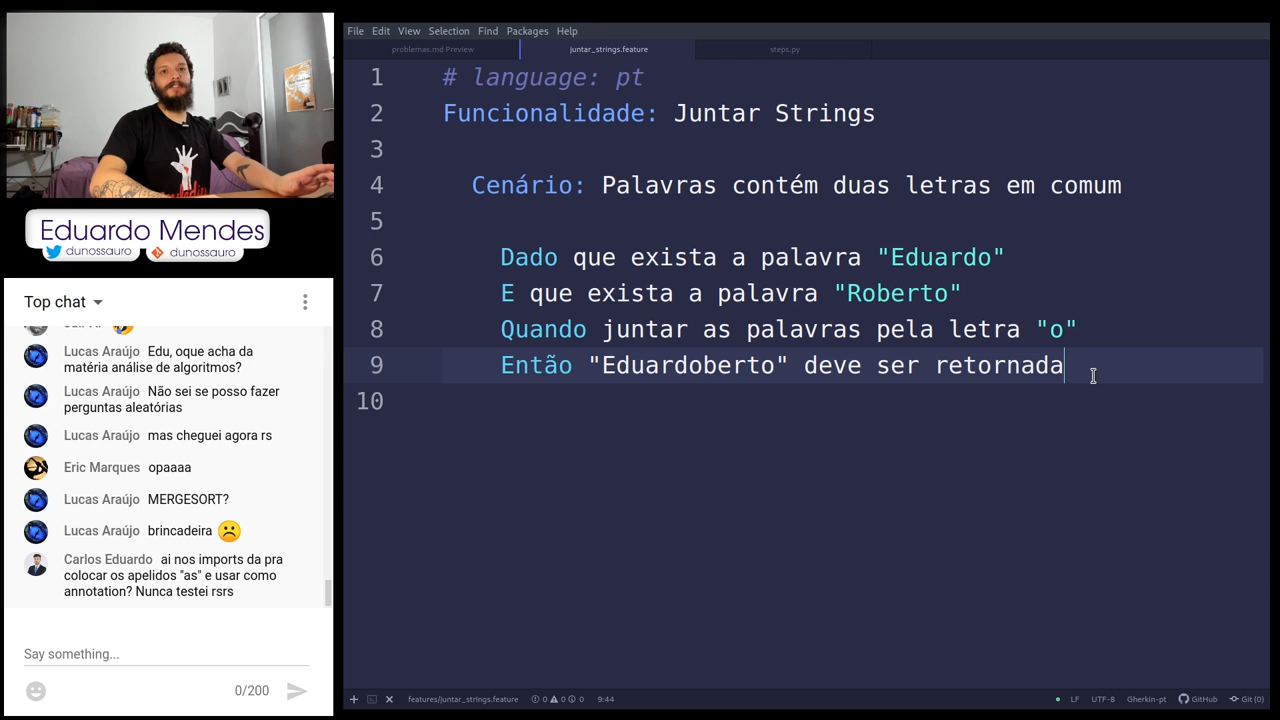 File Edit View Selection Find Packages Help
problemas.md Preview
juntar_strings.feature
steps.py
1 # language: pt
2 Funcionalidade: Juntar Strings
3
4 Cenário: Palavras contém duas letras em comum
5
6 Dado que exista a palavra "Eduardo"
7 E que exista a palavra "Roberto"
8 Quando juntar as palavras pela letra "o"
9 Então "Eduardoberto" deve ser retornada
10
Eduardo Mendes
dunossauro
dunossauro
Top chat
Lucas Araújo Edu, oque acha da
matéria análise de algoritmos?
Lucas Araújo Não sei se posso fazer
perguntas aleatórias
Lucas Araújo mas cheguei agora rs
Eric Marques opaaaa
Lucas Araújo MERGESORT?
Lucas Araújo brincadeira
Carlos Eduardo ai nos imports da pra
colocar os apelidos "as" e usar como
annotation? Nunca testei rsrs
Say something...
0/200
features/juntar_strings.feature 0 0 0 9:44
LF UTF-8 Gherkin-pt GitHub Git (0)